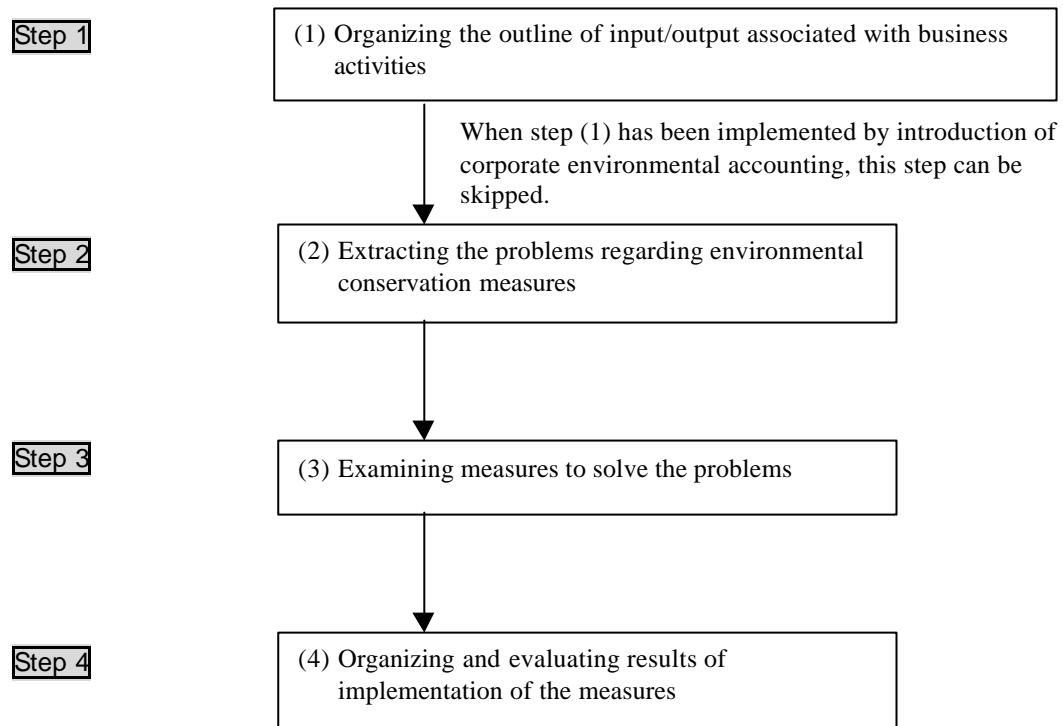 Step 1
(1) Organizing the outline of input/output associated with business
activities
When step (1) has been implemented by introduction of
corporate environmental accounting, this step can be
skipped.
Step 2
(2) Extracting the problems regarding environmental
conservation measures
Step 3
(3) Examining measures to solve the problems
Step 4
(4) Organizing and evaluating results of
implementation of the measures